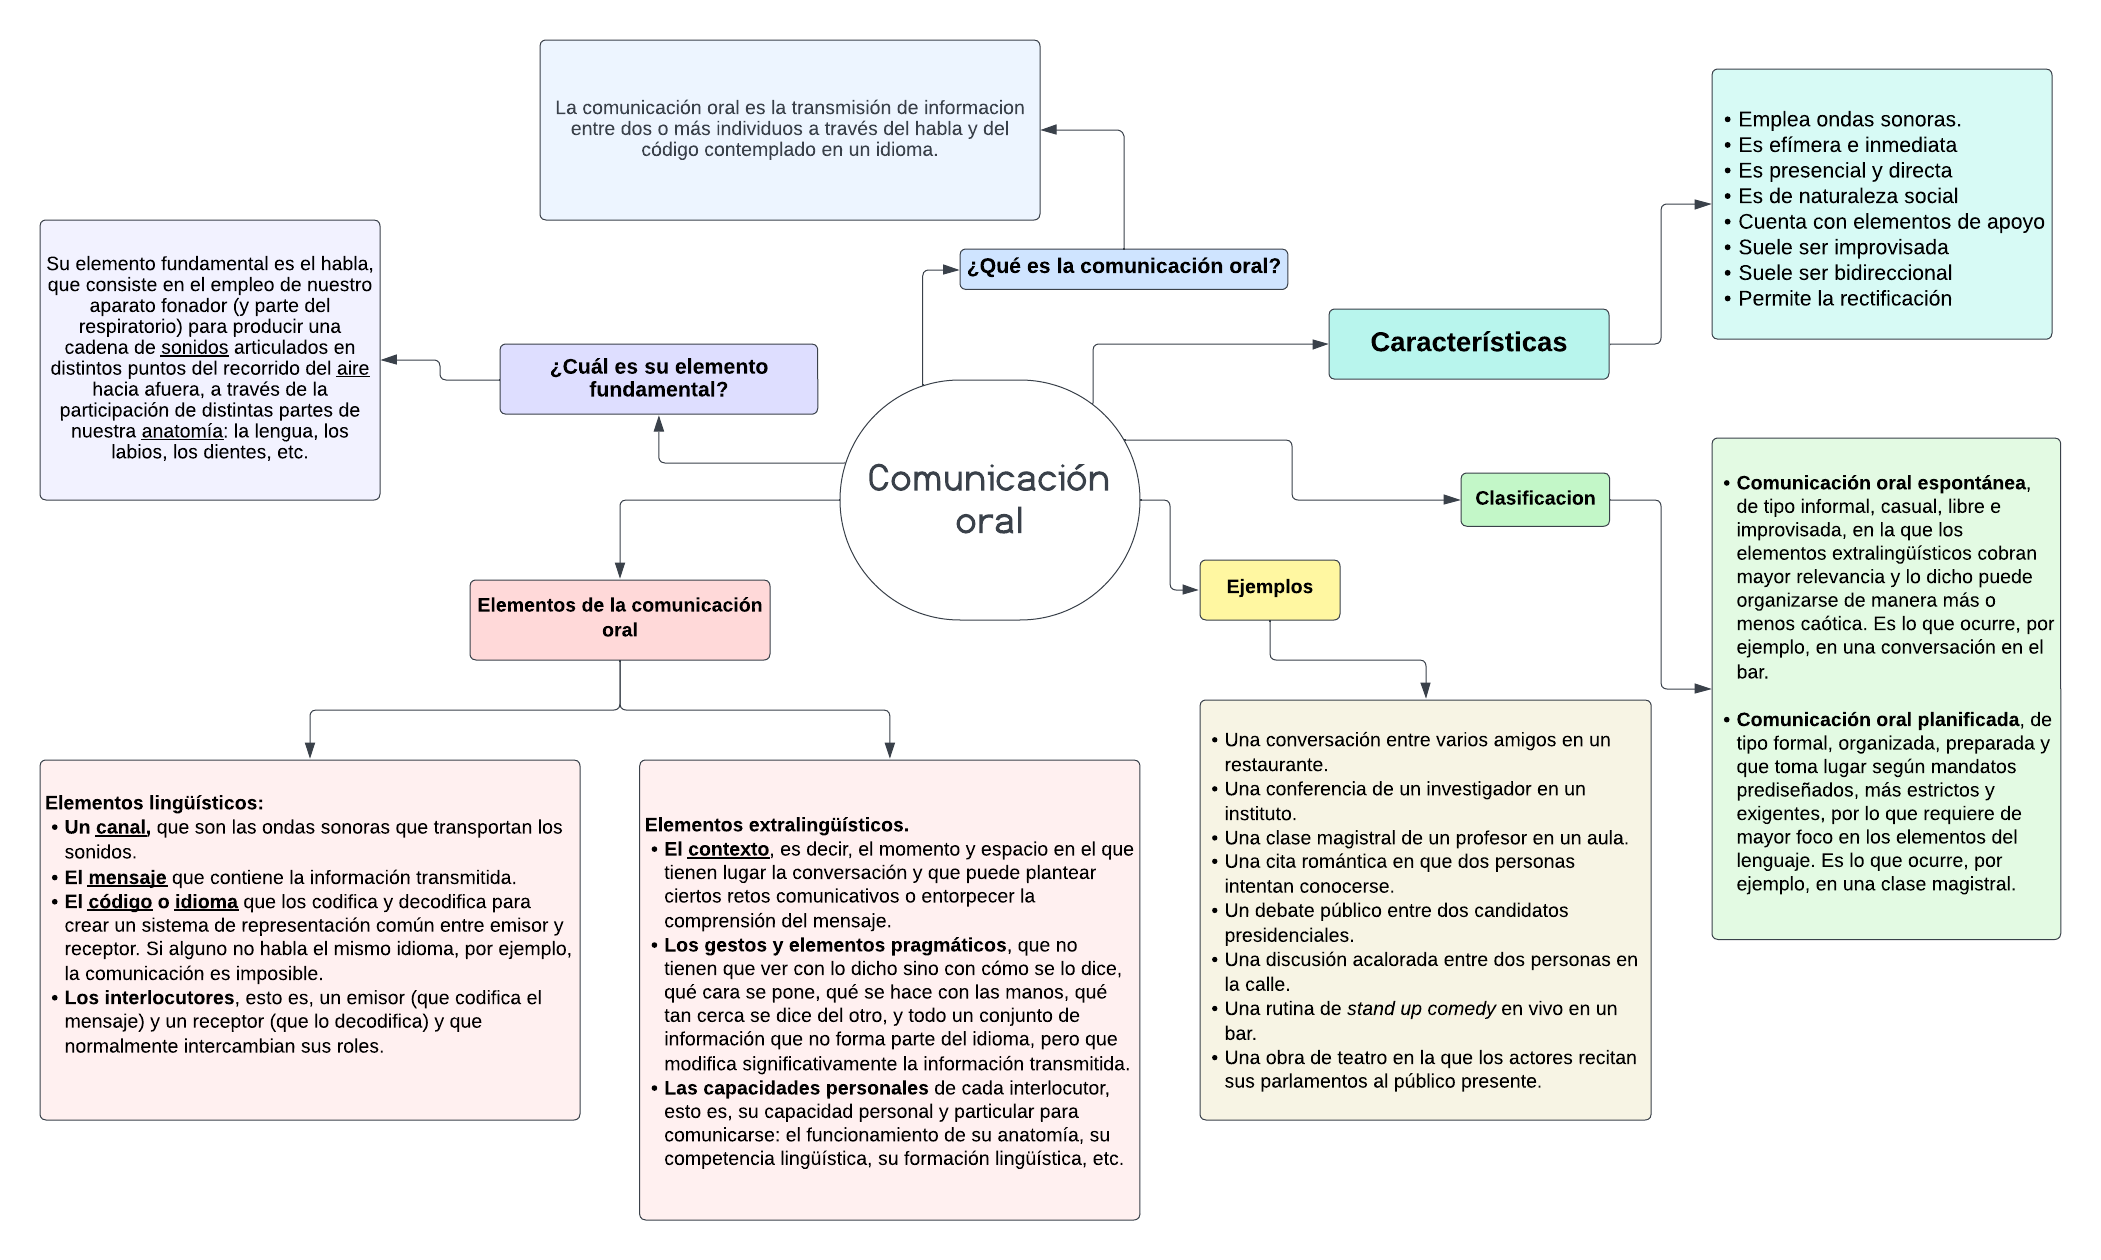 La comunicación oral es la transmisión de informacion
entre dos o más individuos a través del habla y del
código contemplado en un idioma.
¿Qué es la comunicación oral?
Su elemento fundamental es el habla,
que consiste en el empleo de nuestro
aparato fonador (y parte del
respiratorio) para producir una
cadena de sonidos articulados en
distintos puntos del recorrido del aire
hacia afuera, a través de la
participación de distintas partes de
nuestra anatomía: la lengua, los
labios, los dientes, etc.
¿Cuál es su elemento
fundamental?
Características
• Emplea ondas sonoras.
• Es efímera e inmediata
• Es presencial y directa
• Es de naturaleza social
• Cuenta con elementos de apoyo
• Suele ser improvisada
• Suele ser bidireccional
• Permite la rectificación
Comunicación
oral
Clasificacion
• Comunicación oral espontánea,
de tipo informal, casual, libre e
improvisada, en la que los
elementos extralingüísticos cobran
mayor relevancia y lo dicho puede
organizarse de manera más o
menos caótica. Es lo que ocurre, por
ejemplo, en una conversación en el
bar.
• Comunicación oral planificada, de
tipo formal, organizada, preparada y
que toma lugar según mandatos
prediseñados, más estrictos y
exigentes, por lo que requiere de
mayor foco en los elementos del
lenguaje. Es lo que ocurre, por
ejemplo, en una clase magistral.
Ejemplos
• Una conversación entre varios amigos en un
restaurante.
• Una conferencia de un investigador en un
instituto.
• Una clase magistral de un profesor en un aula.
• Una cita romántica en que dos personas
intentan conocerse.
• Un debate público entre dos candidatos
presidenciales.
• Una discusión acalorada entre dos personas en
la calle.
• Una rutina de stand up comedy en vivo en un
bar.
• Una obra de teatro en la que los actores recitan
sus parlamentos al público presente.
Elementos de la comunicación
oral
Elementos lingüísticos:
• Un canal, que son las ondas sonoras que transportan los
sonidos.
• El mensaje que contiene la información transmitida.
• El código o idioma que los codifica y decodifica para
crear un sistema de representación común entre emisor y
receptor. Si alguno no habla el mismo idioma, por ejemplo,
la comunicación es imposible.
• Los interlocutores, esto es, un emisor (que codifica el
mensaje) y un receptor (que lo decodifica) y que
normalmente intercambian sus roles.
Elementos extralingüísticos.
• El contexto, es decir, el momento y espacio en el que
tienen lugar la conversación y que puede plantear
ciertos retos comunicativos o entorpecer la
comprensión del mensaje.
• Los gestos y elementos pragmáticos, que no
tienen que ver con lo dicho sino con cómo se lo dice,
qué cara se pone, qué se hace con las manos, qué
tan cerca se dice del otro, y todo un conjunto de
información que no forma parte del idioma, pero que
modifica significativamente la información transmitida.
• Las capacidades personales de cada interlocutor,
esto es, su capacidad personal y particular para
comunicarse: el funcionamiento de su anatomía, su
competencia lingüística, su formación lingüística, etc.